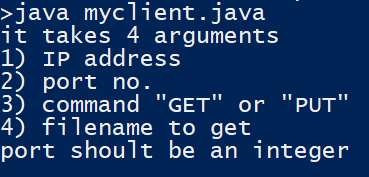 >java myclient.java
it takes 4 arguments
1) IP address
2) port no.
3) command "GET" or "PUT"
4) filename to get
port shoult be an integer